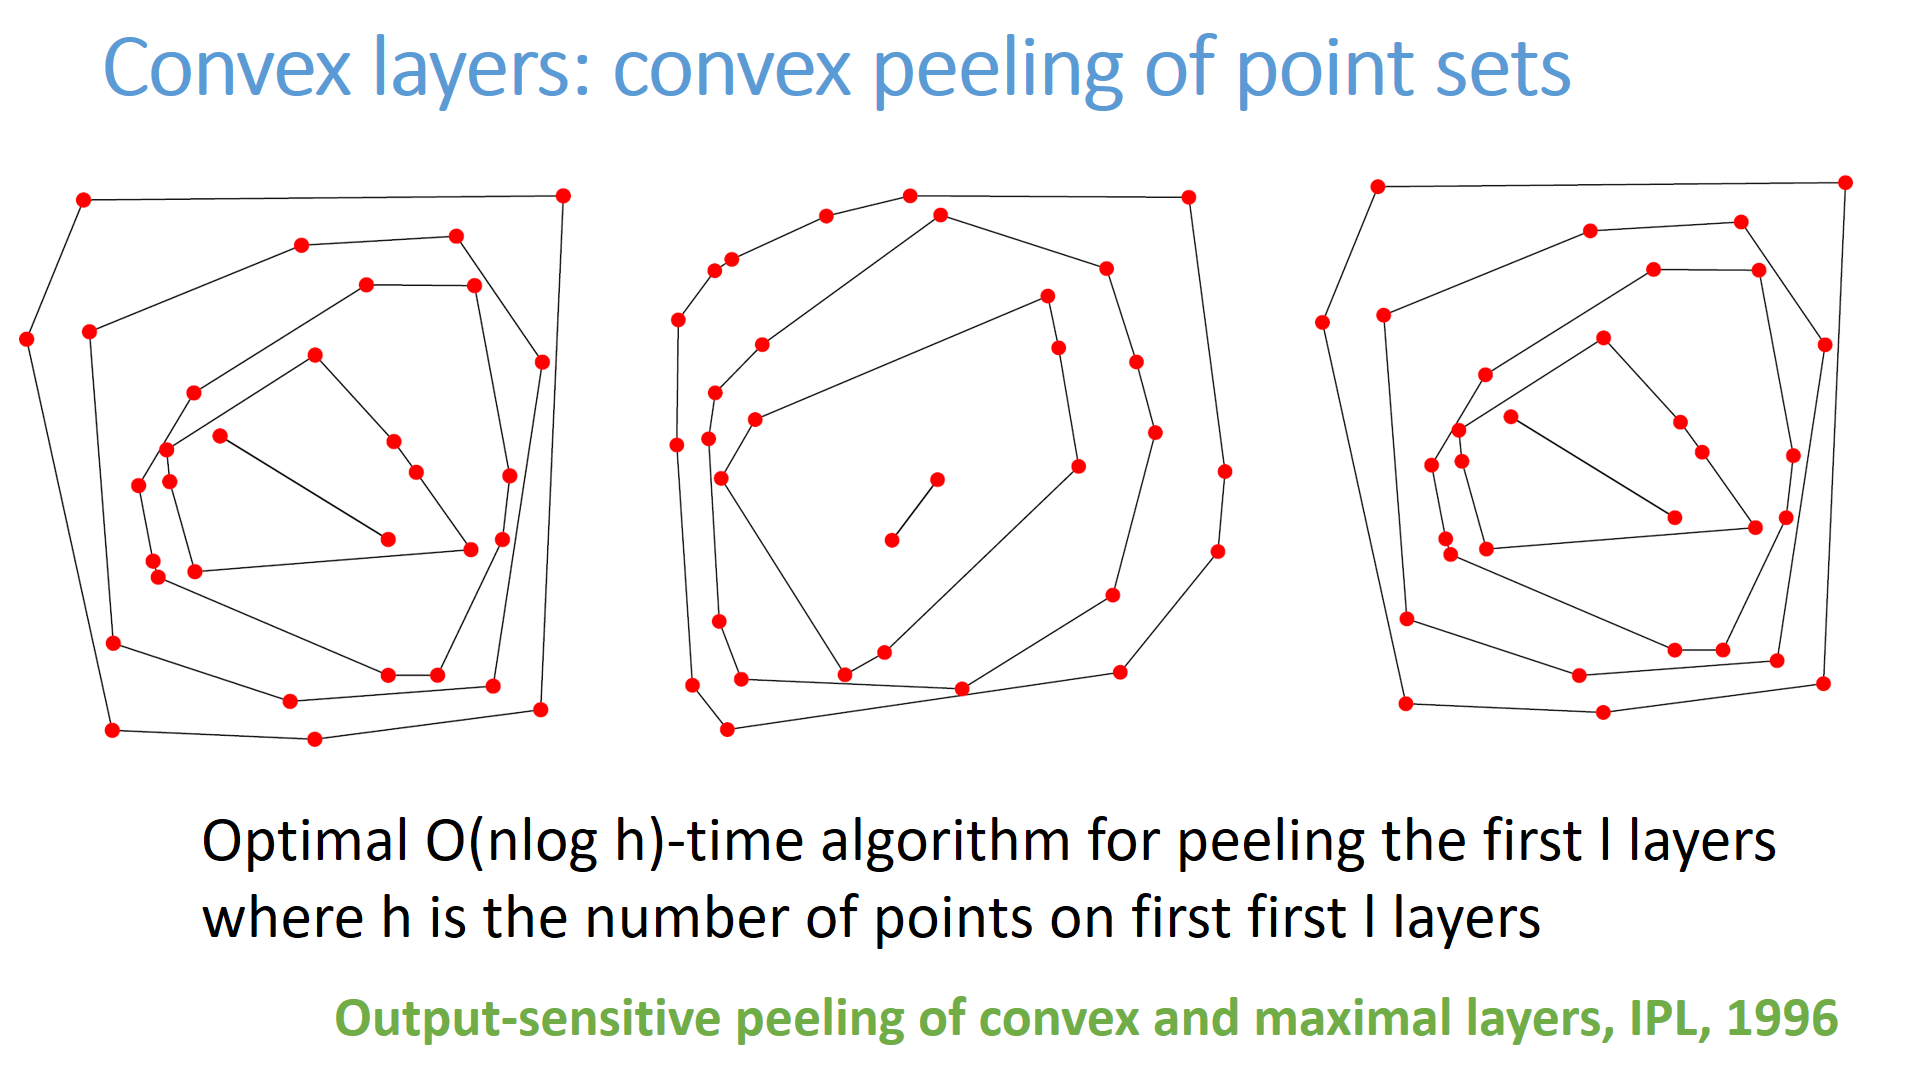 Convex layers: convex peeling of point sets
Optimal O(nlog h)-time algorithm for peeling the first l layers
where h is the number of points on first first l layers
Output-sensitive peeling of convex and maximal layers, IPL, 1996